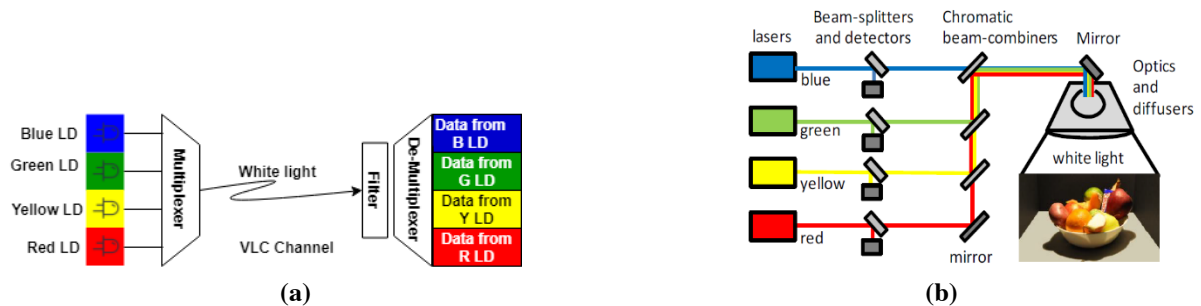 Blue LD
Green LD
Yellow LD
Red LD
Multiplexer
White light
VLC Channel
Filter
De-Multiplexer
Data from
B LD
Data from
G LD
Data from
Y LD
Data from
R LD
(a)
lasers
Beam-splitters
and detectors
Chromatic
beam-combiners
Mirror
Optics
and
diffusers
blue
green
yellow
red
mirror
white light
(b)